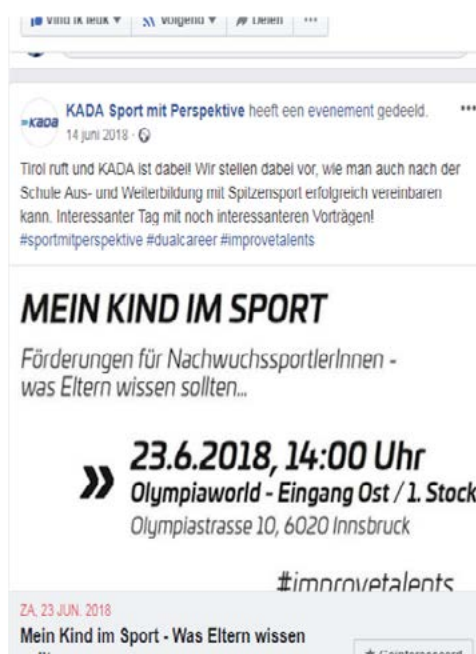 Vind ik leuk Volgend Delen ...
KADA Sport mit Perspektive heeft een evenement gedeeld. ...
KADA
14 juni 2018 ·
Tirol ruft und KADA ist dabei! Wir stellen dabei vor, wie man auch nach der
Schule Aus- und Weiterbildung mit Spitzensport erfolgreich vereinbaren
kann. Interessanter Tag mit noch interessanteren Vorträgen!
#sportmitperspektive #dualcareer #improvetalents
MEIN KIND IM SPORT
Förderungen für NachwuchssportlerInnen -
was Eltern wissen sollten...
» 23.6.2018, 14:00 Uhr
Olympiaworld - Eingang Ost / 1. Stock
Olympiastrasse 10, 6020 Innsbruck
#improvetalents
ZA, 23 JUN. 2018
Mein Kind im Sport - Was Eltern wissen